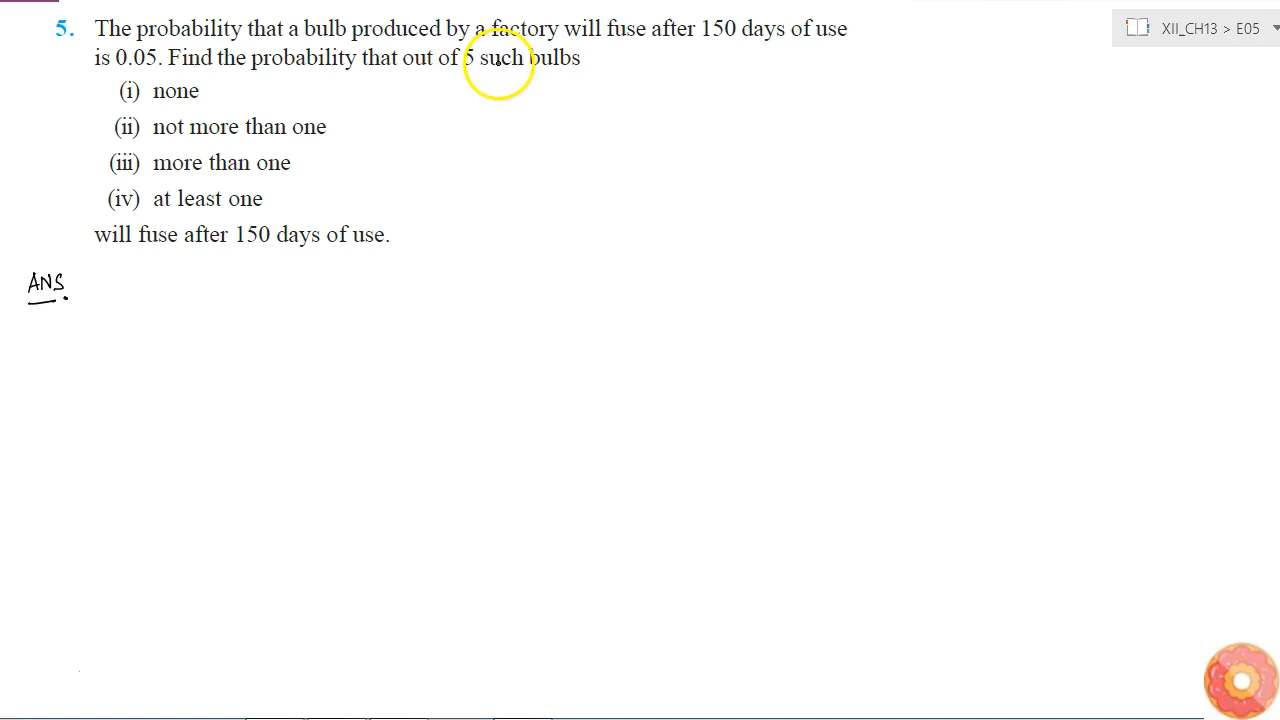 5. The probability that a bulb produced by a factory will fuse after 150 days of use
is 0.05. Find the probability that out of 5 such bulbs
(i) none
(ii) not more than one
(iii) more than one
(iv) at least one
will fuse after 150 days of use.
ANS.
XII_CH13 > E05